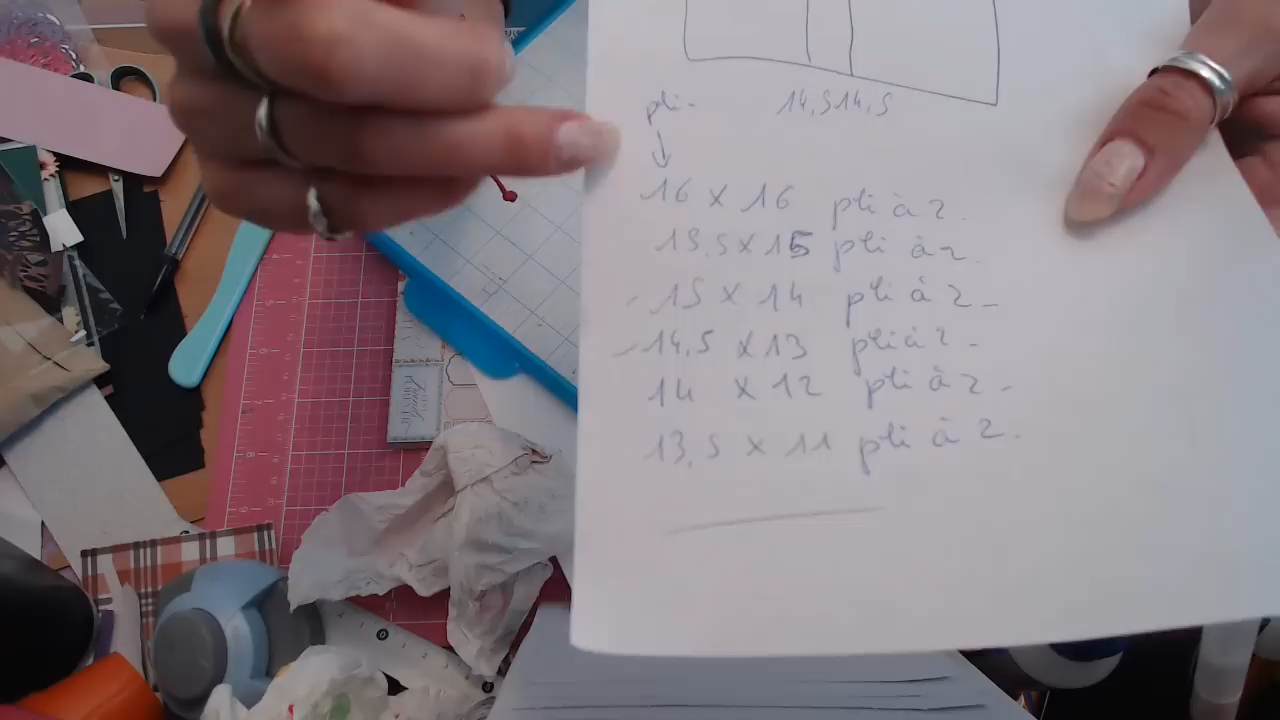 pli-
14,5 14,5
16 x 16 pli à 2.
15,5 x 15 pli à 2.
- 15 x 14 pli à 2-
- 14,5 x 13 pli à 2-
14 x 12 pli à 2-
13,5 x 11 pli à 2.